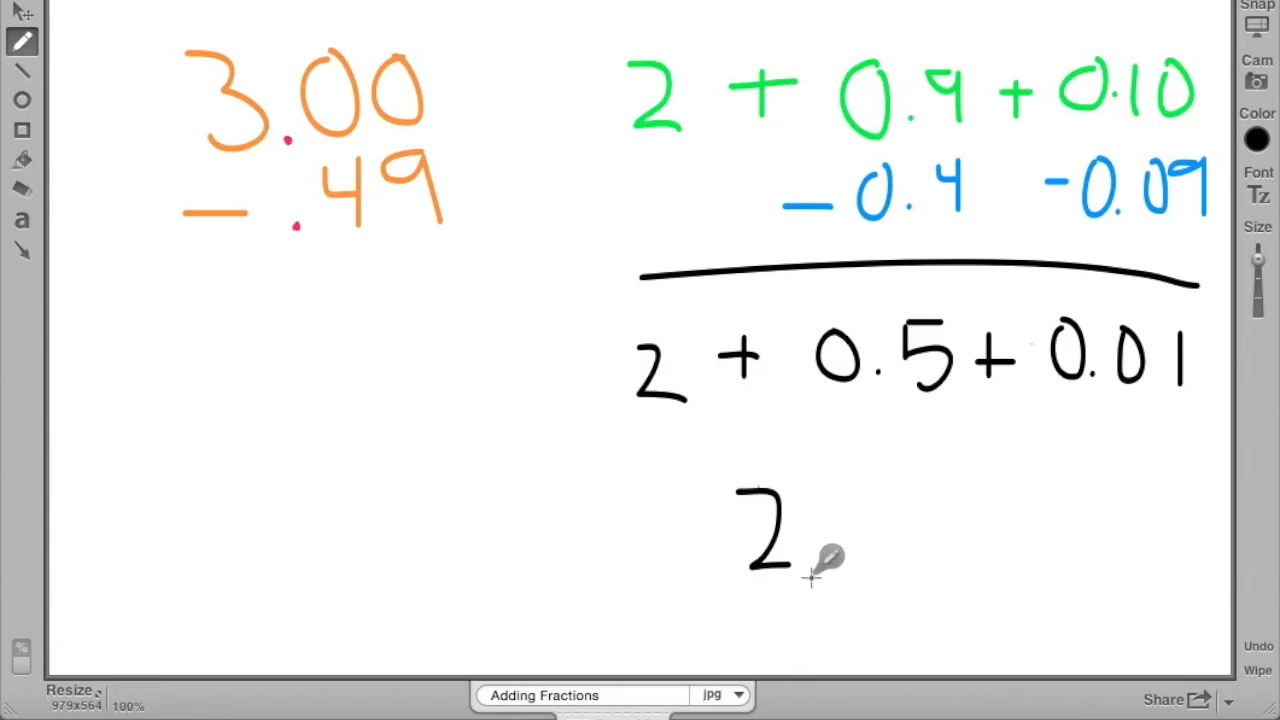 Snap
Cam
Color
Font
Tz
Size
a
3.00
- .49
2 + 0.9 + 0.10
- 0.4 - 0.09
2 + 0.5 + 0.01
2
%
Undo
Wipe
Resize
979x564 100%
Adding Fractions jpg
Share